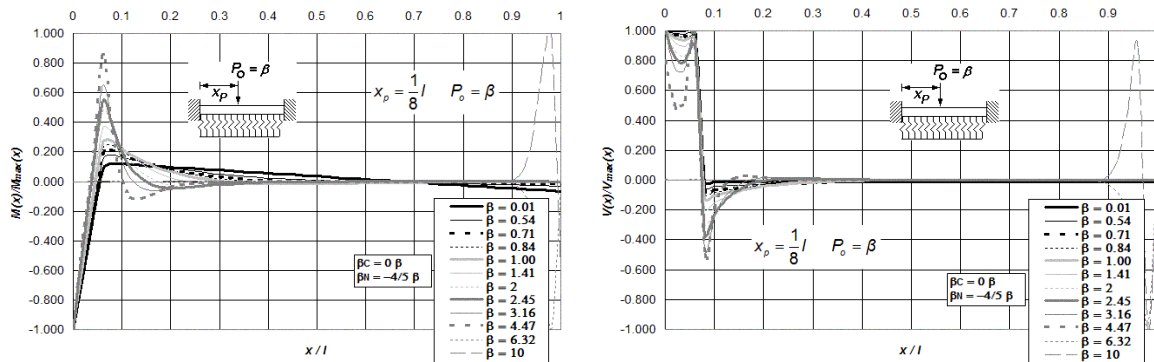 0 0.1 0.2 0.3 0.4 0.5 0.6 0.7 0.8 0.9 1
1.000
0.800
0.600
0.400
0.200
0.000
-0.200
-0.400
-0.600
-0.800
-1.000
M(x)/Mmax(x)
Po = β
xP
xp = 1/8 l Po = β
βC = 0 β
βN = -4/5 β
β = 0.01
β = 0.54
β = 0.71
β = 0.84
β = 1.00
β = 1.41
β = 2
β = 2.45
β = 3.16
β = 4.47
β = 6.32
β = 10
x / l
0 0.1 0.2 0.3 0.4 0.5 0.6 0.7 0.8 0.9 1
1.000
0.800
0.600
0.400
0.200
0.000
-0.200
-0.400
-0.600
-0.800
-1.000
V(x)/Vmax(x)
Po = β
xP
xp = 1/8 l Po = β
βC = 0 β
βN = -4/5 β
β = 0.01
β = 0.54
β = 0.71
β = 0.84
β = 1.00
β = 1.41
β = 2
β = 2.45
β = 3.16
β = 4.47
β = 6.32
β = 10
x / l